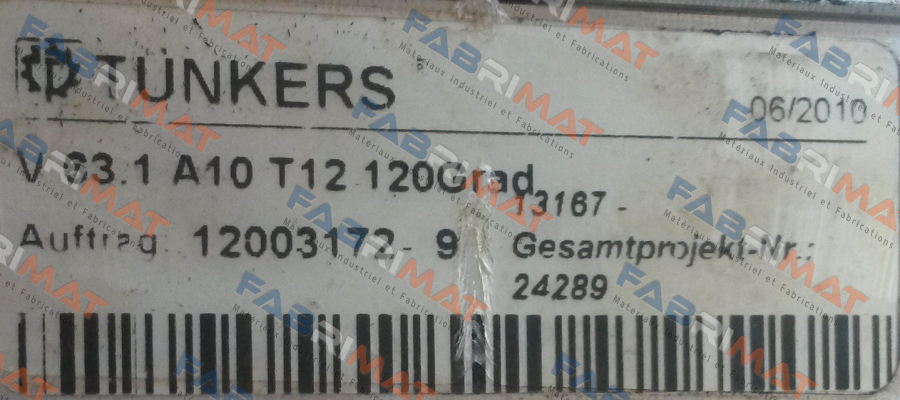 TÜNKERS
06/2010
V 63.1 A10 T12 120Grad
13167 -
Auftrag: 12003172- 9
Gesamtprojekt-Nr.:
24289
FABRIMAT
Matériaux Industriel et Fabrications